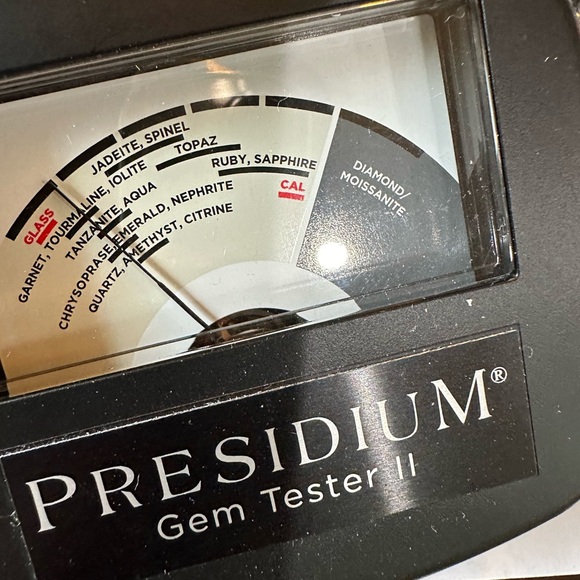 JADEITE, SPINEL
TOPAZ
RUBY, SAPPHIRE
DIAMOND/
MOISSANITE
CAL
GLASS
GARNET, TOURMALINE, IOLITE
TANZANITE, AQUA
CHRYSOPRASE, EMERALD, NEPHRITE
QUARTZ, AMETHYST, CITRINE
PRESIDIUM®
Gem Tester II